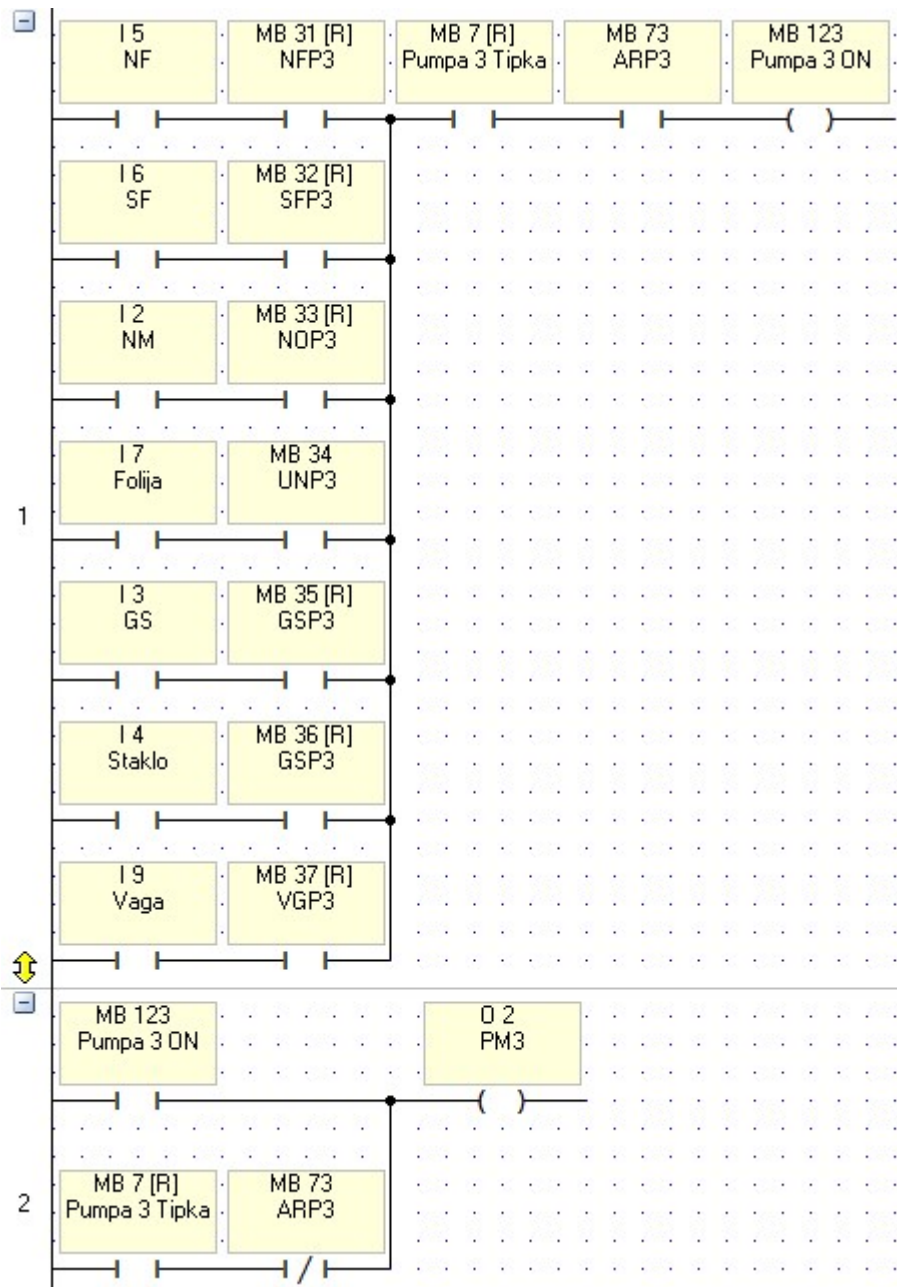 I 5
NF
MB 31 [R]
NFP3
MB 7 [R]
Pumpa 3 Tipka
MB 73
ARP3
MB 123
Pumpa 3 ON
I 6
SF
MB 32 [R]
SFP3
I 2
NM
MB 33 [R]
NOP3
I 7
Folija
MB 34
UNP3
1
I 3
GS
MB 35 [R]
GSP3
I 4
Staklo
MB 36 [R]
GSP3
I 9
Vaga
MB 37 [R]
VGP3
MB 123
Pumpa 3 ON
O 2
PM3
2
MB 7 [R]
Pumpa 3 Tipka
MB 73
ARP3